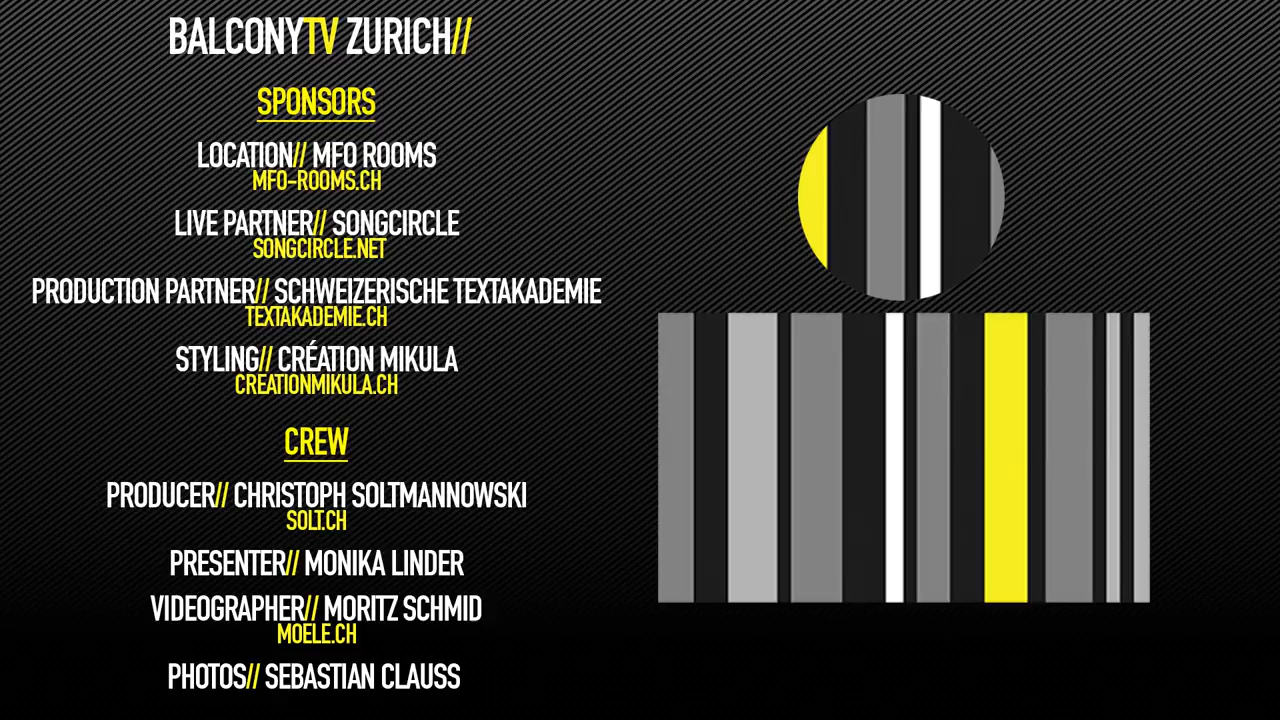 BALCONYTV ZURICH//
SPONSORS
LOCATION// MFO ROOMS
MFO-ROOMS.CH
LIVE PARTNER// SONGCIRCLE
SONGCIRCLE.NET
PRODUCTION PARTNER// SCHWEIZERISCHE TEXTAKADEMIE
TEXTAKADEMIE.CH
STYLING// CRÉATION MIKULA
CREATIONMIKULA.CH
CREW
PRODUCER// CHRISTOPH SOLTMANNOWSKI
SOLT.CH
PRESENTER// MONIKA LINDER
VIDEOGRAPHER// MORITZ SCHMID
MOELE.CH
PHOTOS// SEBASTIAN CLAUSS